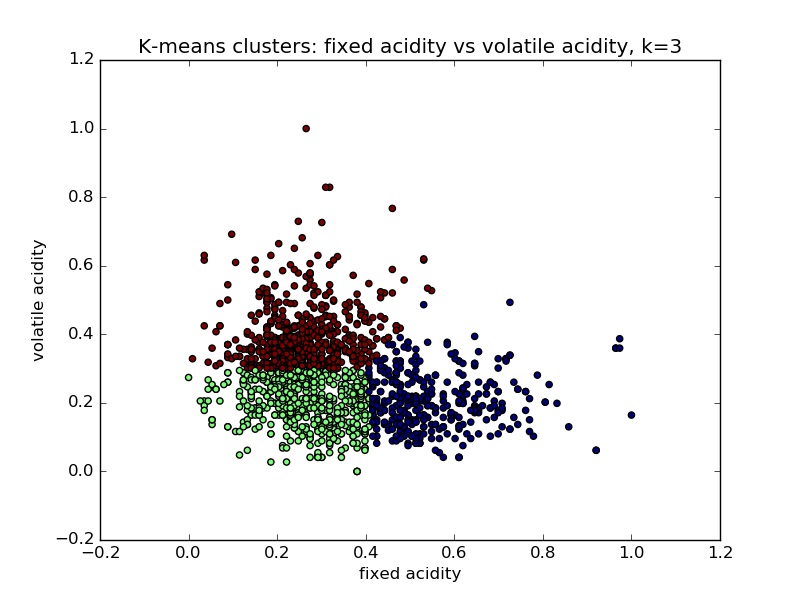 K-means clusters: fixed acidity vs volatile acidity, k=3
1.2
1.0
0.8
0.6
0.4
0.2
0.0
−0.2
volatile acidity
−0.2 0.0 0.2 0.4 0.6 0.8 1.0 1.2
fixed acidity